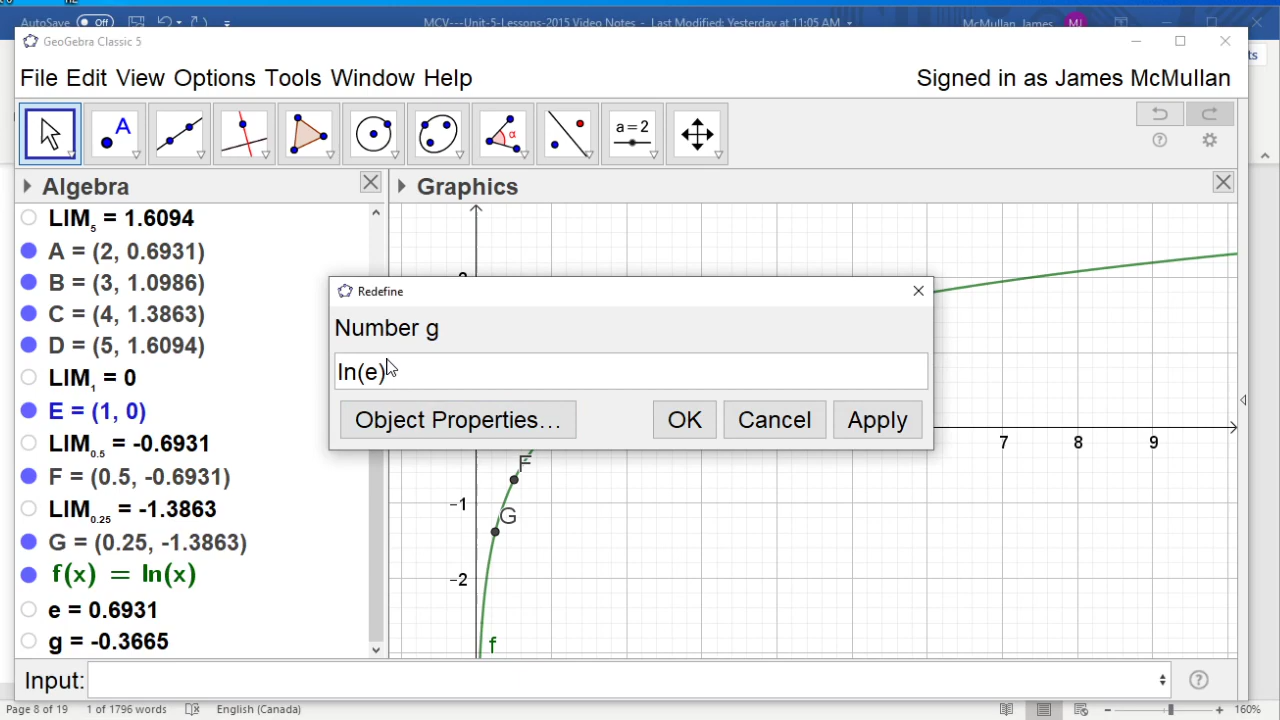 AutoSave Off MCV---Unit-5-Lessons-2015 Video Notes - Last Modified: Yesterday at 11:05 AM McMullan, James MJ
GeoGebra Classic 5
File Edit View Options Tools Window Help Signed in as James McMullan
A α a=2
Algebra
Graphics
LIM5 = 1.6094
A = (2, 0.6931)
B = (3, 1.0986)
C = (4, 1.3863)
D = (5, 1.6094)
LIM1 = 0
E = (1, 0)
LIM0.5 = -0.6931
F = (0.5, -0.6931)
LIM0.25 = -1.3863
G = (0.25, -1.3863)
f(x) = ln(x)
e = 0.6931
g = -0.3665
Redefine
Number g
ln(e)
Object Properties… OK Cancel Apply
7 8 9
F
-1
G
-2
f
Input:
Page 8 of 19 1 of 1796 words English (Canada) 160%